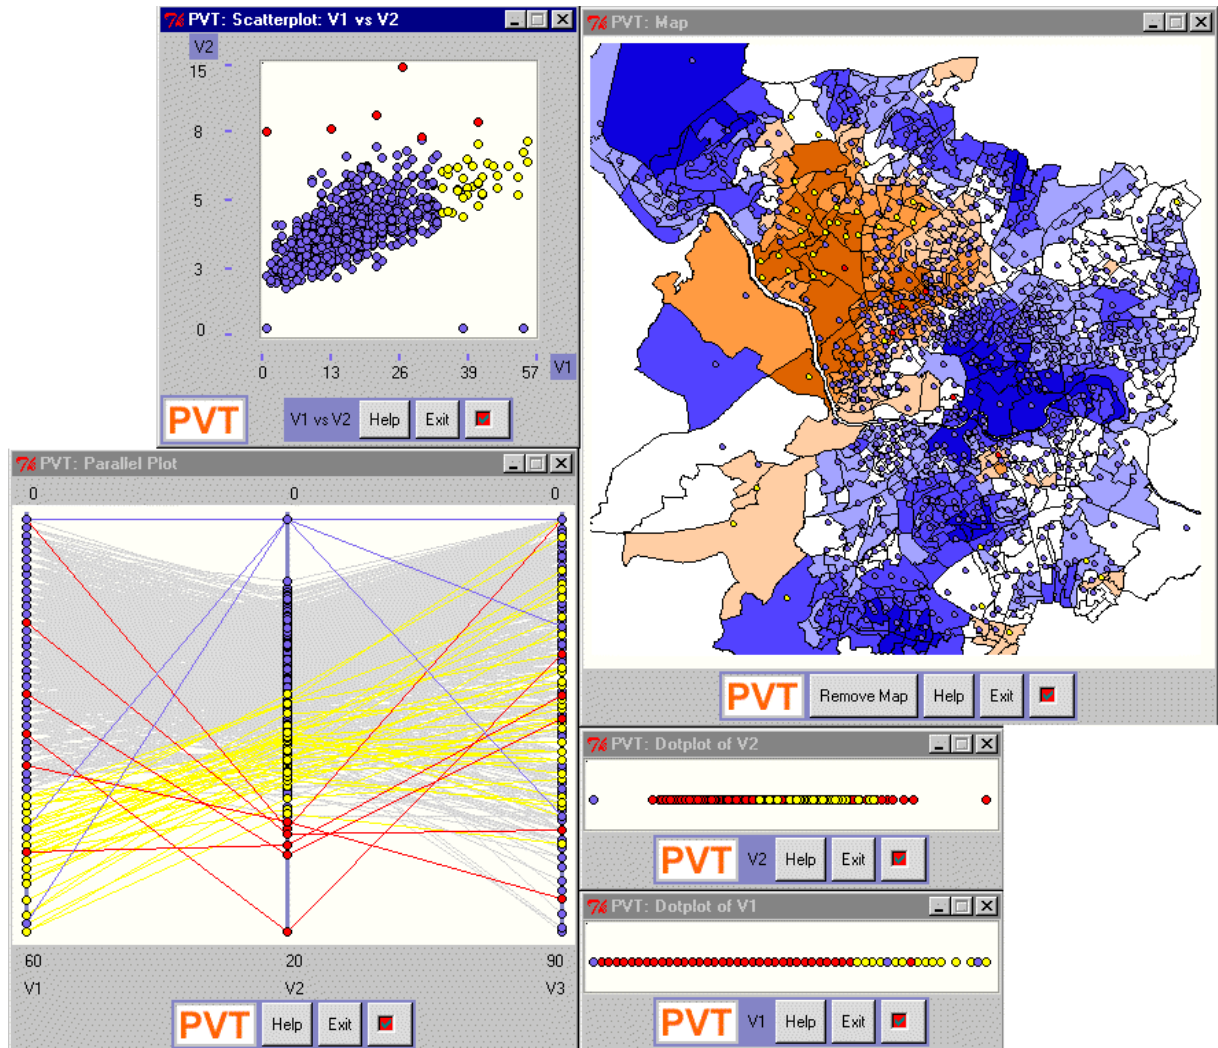 PVT: Scatterplot: V1 vs V2
V2
15
8
5
3
0
0 13 26 39 57 V1
PVT V1 vs V2 Help Exit
PVT: Map
PVT Remove Map Help Exit
PVT: Parallel Plot
0 0 0
60 20 90
V1 V2 V3
PVT Help Exit
PVT: Dotplot of V2
PVT V2 Help Exit
PVT: Dotplot of V1
PVT V1 Help Exit